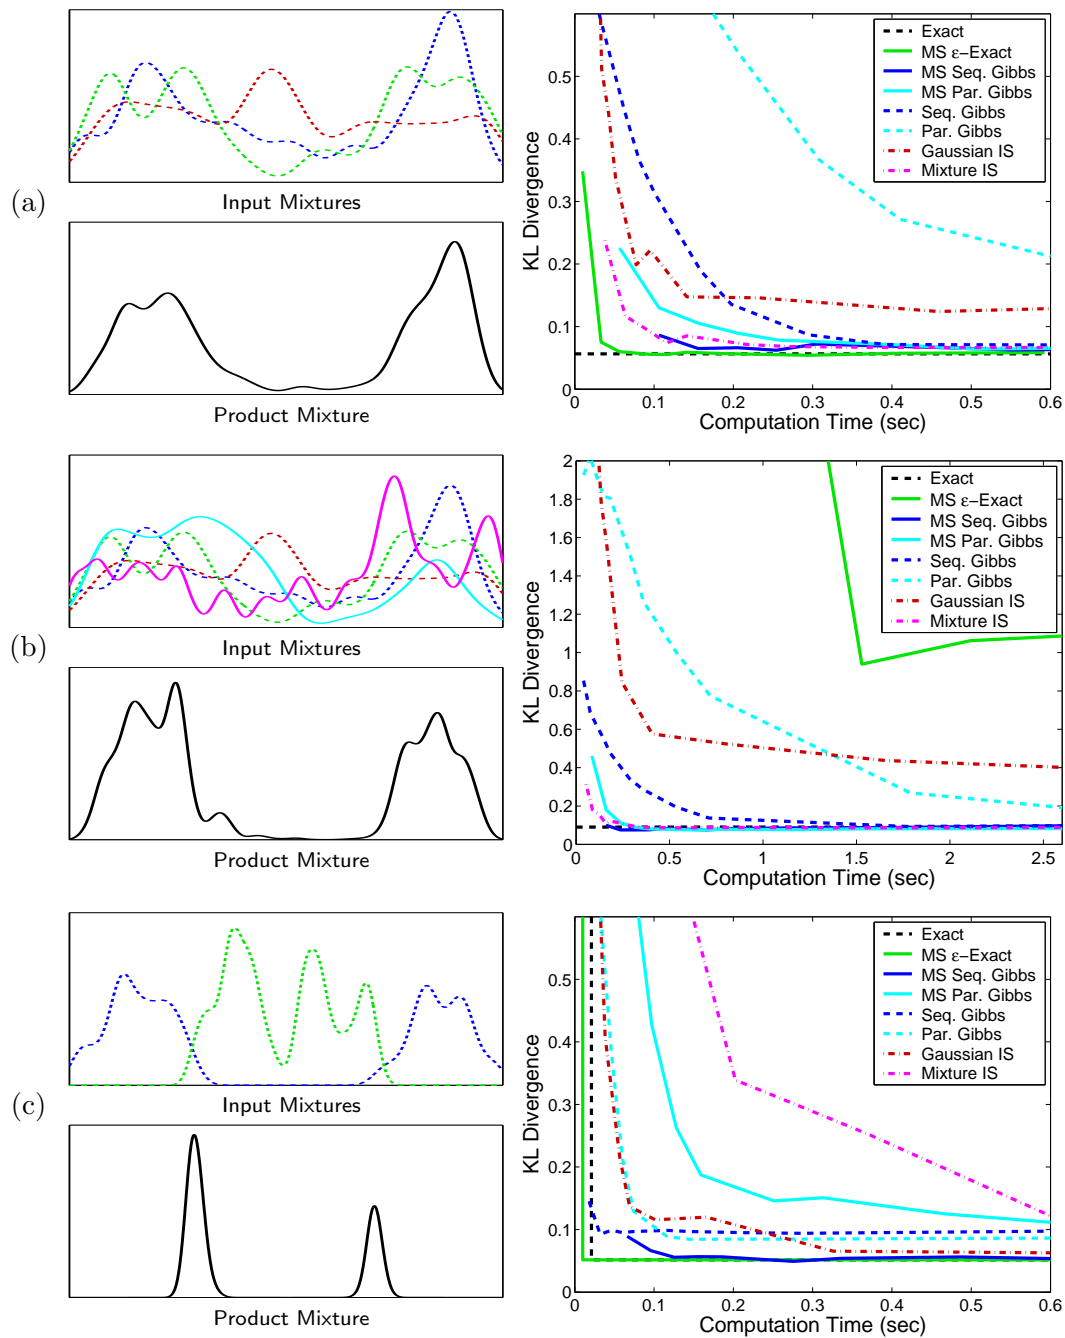 (a)
Input Mixtures
Product Mixture
KL Divergence
0.5
0.4
0.3
0.2
0.1
0
0 0.1 0.2 0.3 0.4 0.5 0.6
Computation Time (sec)
Exact
MS ε−Exact
MS Seq. Gibbs
MS Par. Gibbs
Seq. Gibbs
Par. Gibbs
Gaussian IS
Mixture IS
(b)
Input Mixtures
Product Mixture
KL Divergence
2
1.8
1.6
1.4
1.2
1
0.8
0.6
0.4
0.2
0
0 0.5 1 1.5 2 2.5
Computation Time (sec)
Exact
MS ε−Exact
MS Seq. Gibbs
MS Par. Gibbs
Seq. Gibbs
Par. Gibbs
Gaussian IS
Mixture IS
(c)
Input Mixtures
Product Mixture
KL Divergence
0.5
0.4
0.3
0.2
0.1
0
0 0.1 0.2 0.3 0.4 0.5 0.6
Computation Time (sec)
Exact
MS ε−Exact
MS Seq. Gibbs
MS Par. Gibbs
Seq. Gibbs
Par. Gibbs
Gaussian IS
Mixture IS